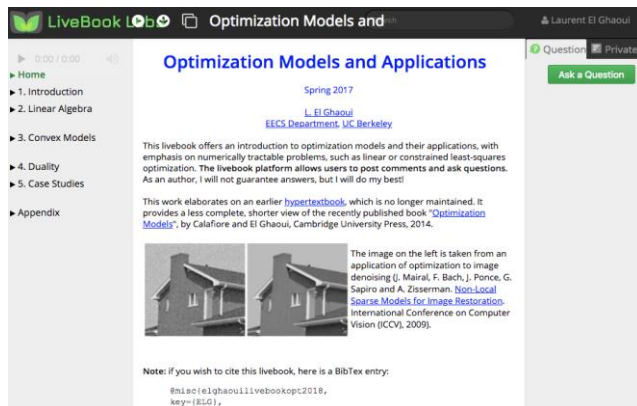 LiveBook Labs
Optimization Models and
Laurent El Ghaoui
0:00 / 0:00
Home
1. Introduction
2. Linear Algebra
3. Convex Models
4. Duality
5. Case Studies
Appendix
Optimization Models and Applications
Spring 2017
L. El Ghaoui
EECS Department, UC Berkeley
This livebook offers an introduction to optimization models and their applications, with
emphasis on numerically tractable problems, such as linear or constrained least-squares
optimization. The livebook platform allows users to post comments and ask questions.
As an author, I will not guarantee answers, but I will do my best!
This work elaborates on an earlier hypertextbook, which is no longer maintained. It
provides a less complete, shorter view of the recently published book "Optimization
Models", by Calafiore and El Ghaoui, Cambridge University Press, 2014.
The image on the left is taken from an
application of optimization to image
denoising (J. Mairal, F. Bach, J. Ponce, G.
Sapiro and A. Zisserman. Non-Local
Sparse Models for Image Restoration.
International Conference on Computer
Vision (ICCV), 2009).
Note: if you wish to cite this livebook, here is a BibTex entry:
@misc{elghaouilivebookopt2018,
key={ELG},
Question
Private
Ask a Question